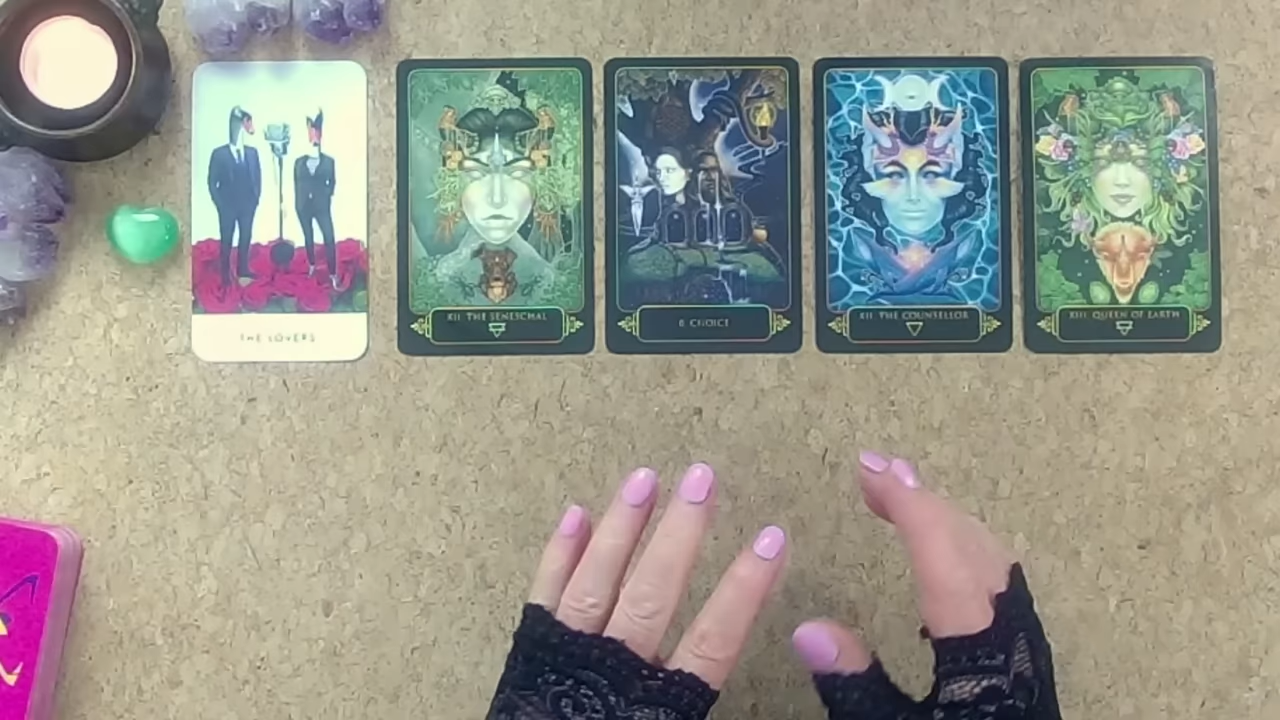 THE LOVERS
XII THE SENESCHAL
6 CHOICE
XII THE COUNSELLOR
XIII QUEEN OF EARTH